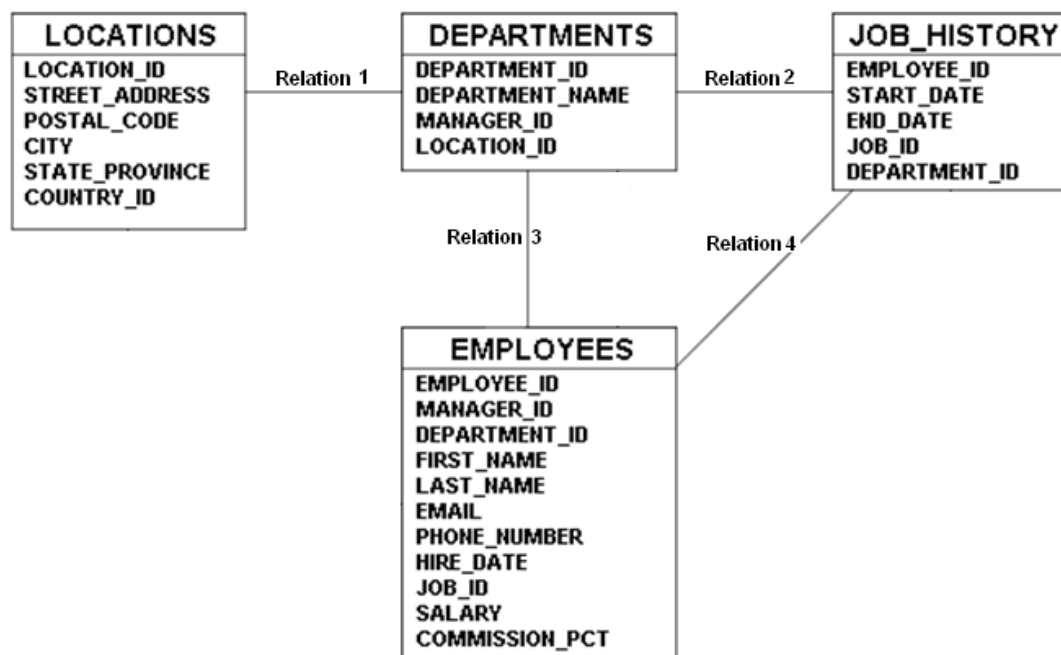 LOCATIONS
LOCATION_ID
STREET_ADDRESS
POSTAL_CODE
CITY
STATE_PROVINCE
COUNTRY_ID
Relation 1
DEPARTMENTS
DEPARTMENT_ID
DEPARTMENT_NAME
MANAGER_ID
LOCATION_ID
Relation 2
JOB_HISTORY
EMPLOYEE_ID
START_DATE
END_DATE
JOB_ID
DEPARTMENT_ID
Relation 3
Relation 4
EMPLOYEES
EMPLOYEE_ID
MANAGER_ID
DEPARTMENT_ID
FIRST_NAME
LAST_NAME
EMAIL
PHONE_NUMBER
HIRE_DATE
JOB_ID
SALARY
COMMISSION_PCT